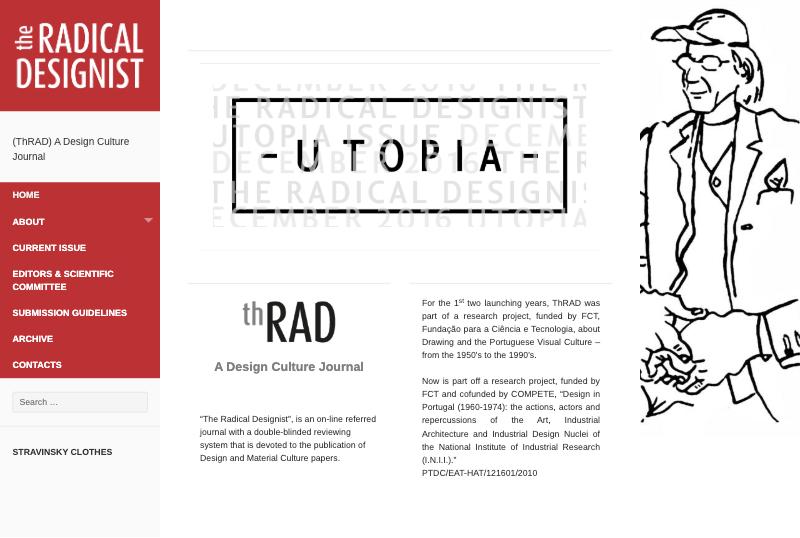 the RADICAL
DESIGNIST
(ThRAD) A Design Culture
Journal
HOME
ABOUT
CURRENT ISSUE
EDITORS & SCIENTIFIC
COMMITTEE
SUBMISSION GUIDELINES
ARCHIVE
CONTACTS
Search ...
STRAVINSKY CLOTHES
DECEMBER 2016 THE R
HE RADICAL DESIGNIST
UTOPIA ISSUE DECEMBE
- UTOPIA -
DECEMBER 2016 THE R
THE RADICAL DESIGNIS
ECEMBER 2016 UTOPIA
thRAD
A Design Culture Journal
"The Radical Designist", is an on-line referred
journal with a double-blinded reviewing
system that is devoted to the publication of
Design and Material Culture papers.
For the 1st two launching years, ThRAD was
part of a research project, funded by FCT,
Fundação para a Ciência e Tecnologia, about
Drawing and the Portuguese Visual Culture –
from the 1950's to the 1990's.
Now is part off a research project, funded by
FCT and cofunded by COMPETE, "Design in
Portugal (1960-1974): the actions, actors and
repercussions of the Art, Industrial
Architecture and Industrial Design Nuclei of
the National Institute of Industrial Research
(I.N.I.I.)."
PTDC/EAT-HAT/121601/2010